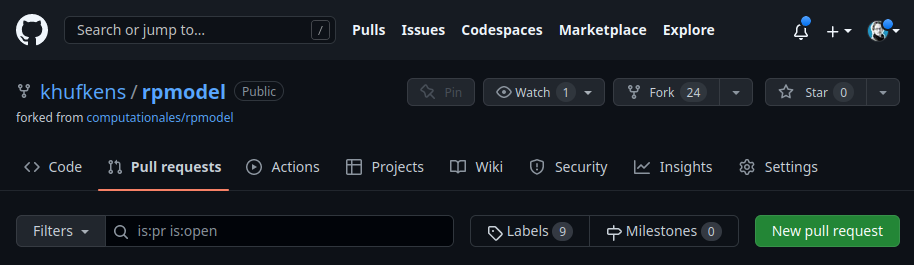 Search or jump to... / Pulls Issues Codespaces Marketplace Explore
khufkens / rpmodel Public Pin Watch 1 Fork 24 Star 0
forked from computationales/rpmodel
Code Pull requests Actions Projects Wiki Security Insights Settings
Filters is:pr is:open Labels 9 Milestones 0 New pull request